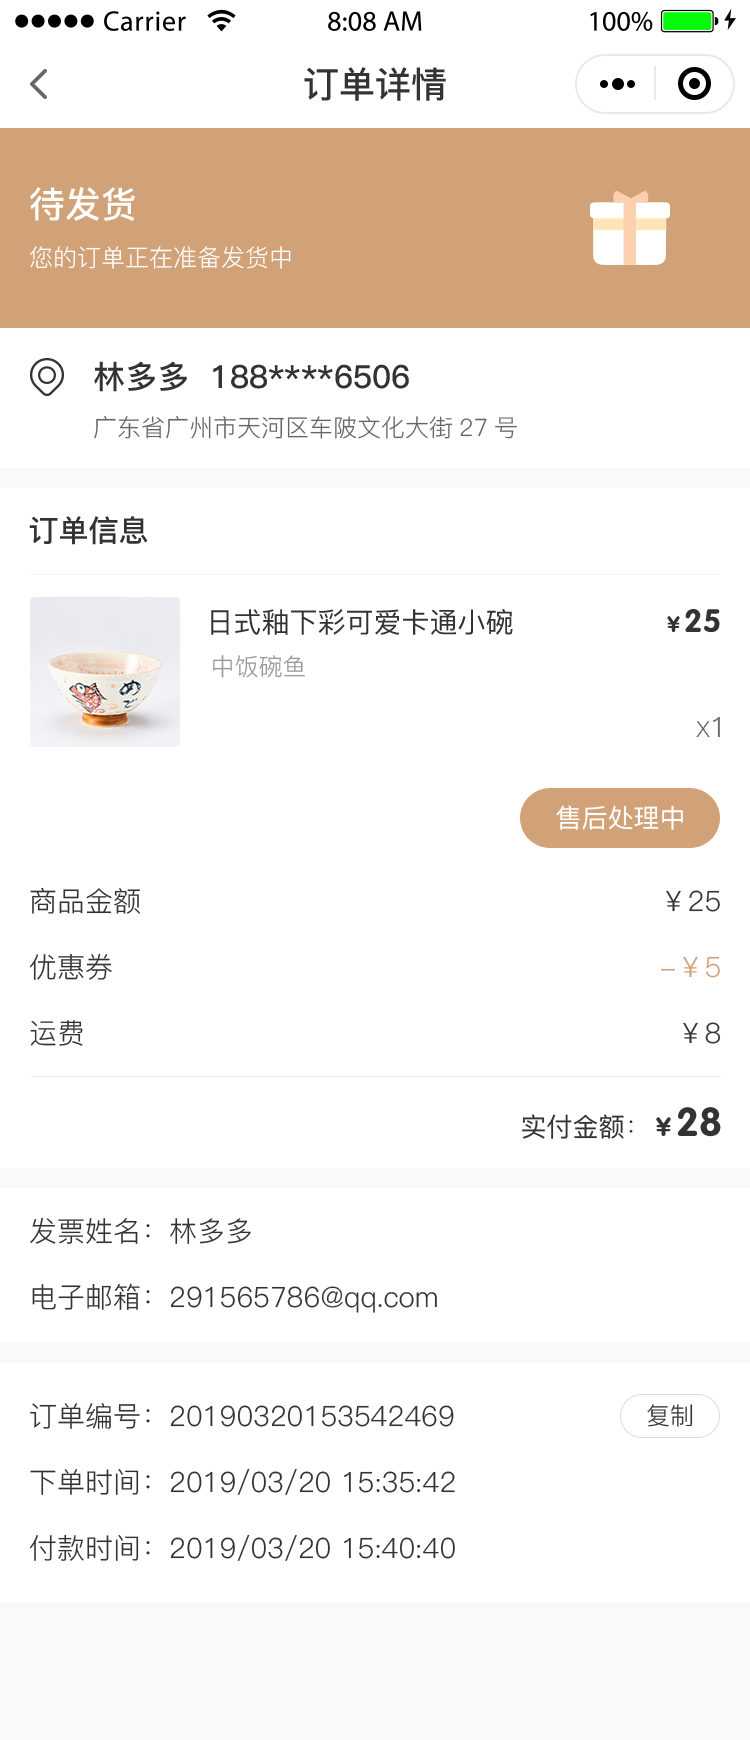 Carrier 8:08 AM 100%
订单详情
待发货
您的订单正在准备发货中
林多多 188****6506
广东省广州市天河区车陂文化大街 27 号
订单信息
日式釉下彩可爱卡通小碗 ¥25
中饭碗鱼
x1
售后处理中
商品金额 ¥25
优惠券 -¥5
运费 ¥8
实付金额： ¥28
发票姓名： 林多多
电子邮箱： 291565786@qq.com
订单编号： 20190320153542469 复制
下单时间： 2019/03/20 15:35:42
付款时间： 2019/03/20 15:40:40